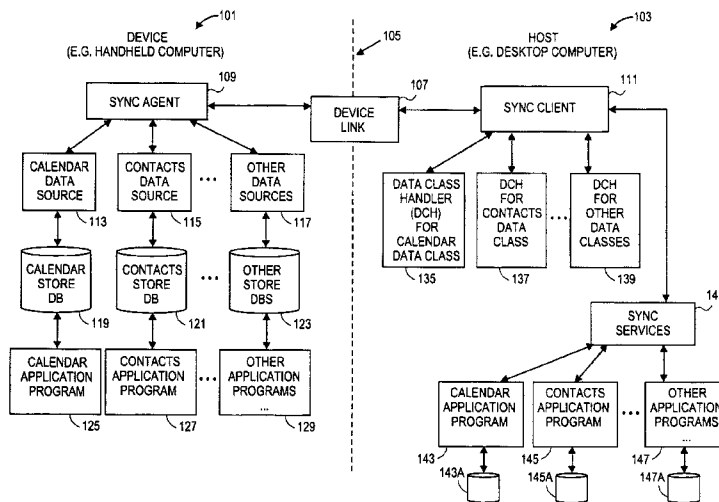 DEVICE
(E.G. HANDHELD COMPUTER)
101
105
HOST
(E.G. DESKTOP COMPUTER)
103
109
SYNC AGENT
107
DEVICE
LINK
111
SYNC CLIENT
CALENDAR
DATA
SOURCE
113
CONTACTS
DATA
SOURCE
115
...
OTHER
DATA
SOURCES
117
DATA CLASS
HANDLER
(DCH)
FOR
CALENDAR
DATA CLASS
135
DCH
FOR
CONTACTS
DATA
CLASS
137
...
DCH
FOR
OTHER
DATA
CLASSES
139
CALENDAR
STORE
DB
119
CONTACTS
STORE
DB
121
...
OTHER
STORE
DBS
123
SYNC
SERVICES
14
CALENDAR
APPLICATION
PROGRAM
125
CONTACTS
APPLICATION
PROGRAM
127
...
OTHER
APPLICATION
PROGRAMS
...
129
CALENDAR
APPLICATION
PROGRAM
143
143A
CONTACTS
APPLICATION
PROGRAM
145
145A
...
OTHER
APPLICATION
PROGRAMS
...
147
147A